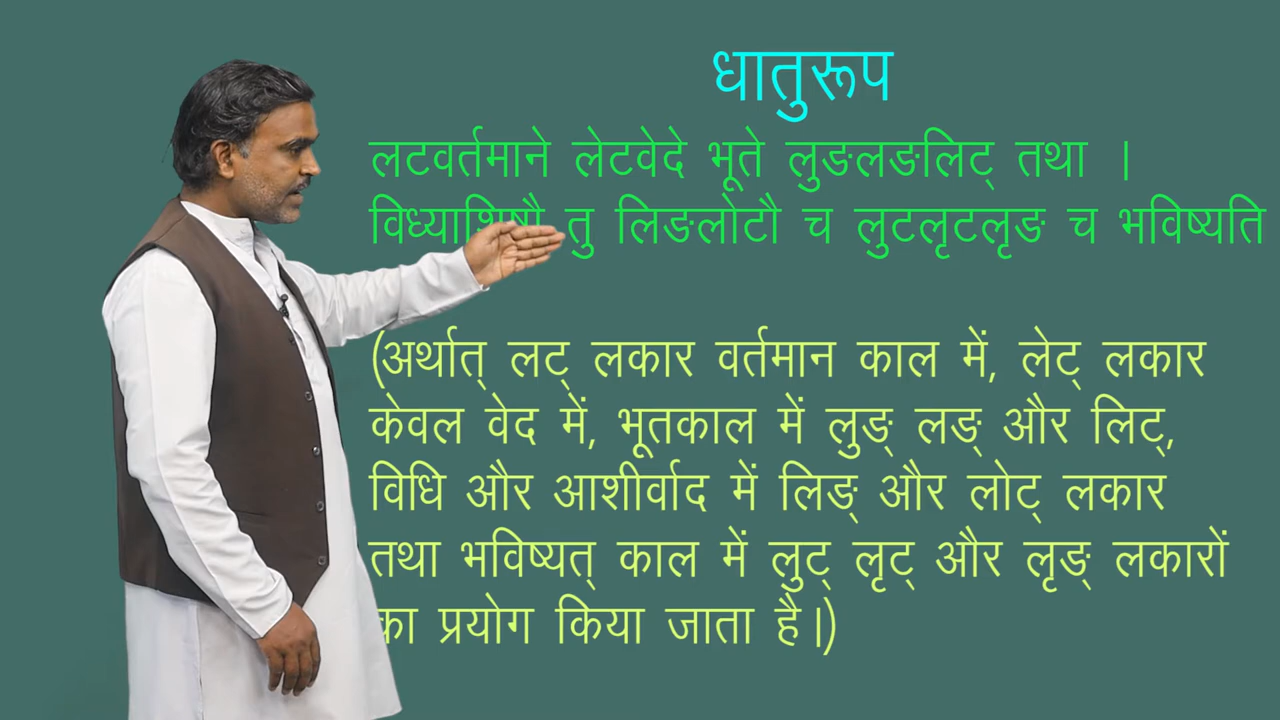 धातुरूप
लटवर्तमाने लेटवेदे भूते लुङलङलिट् तथा ।
विध्याशिषौ तु लिङलोटौ च लुटलृटलृङ च भविष्यति
(अर्थात् लट् लकार वर्तमान काल में, लेट् लकार
केवल वेद में, भूतकाल में लुङ् लङ् और लिट्,
विधि और आशीर्वाद में लिङ् और लोट् लकार
तथा भविष्यत् काल में लुट् लृट् और लृङ् लकारों
का प्रयोग किया जाता है।)